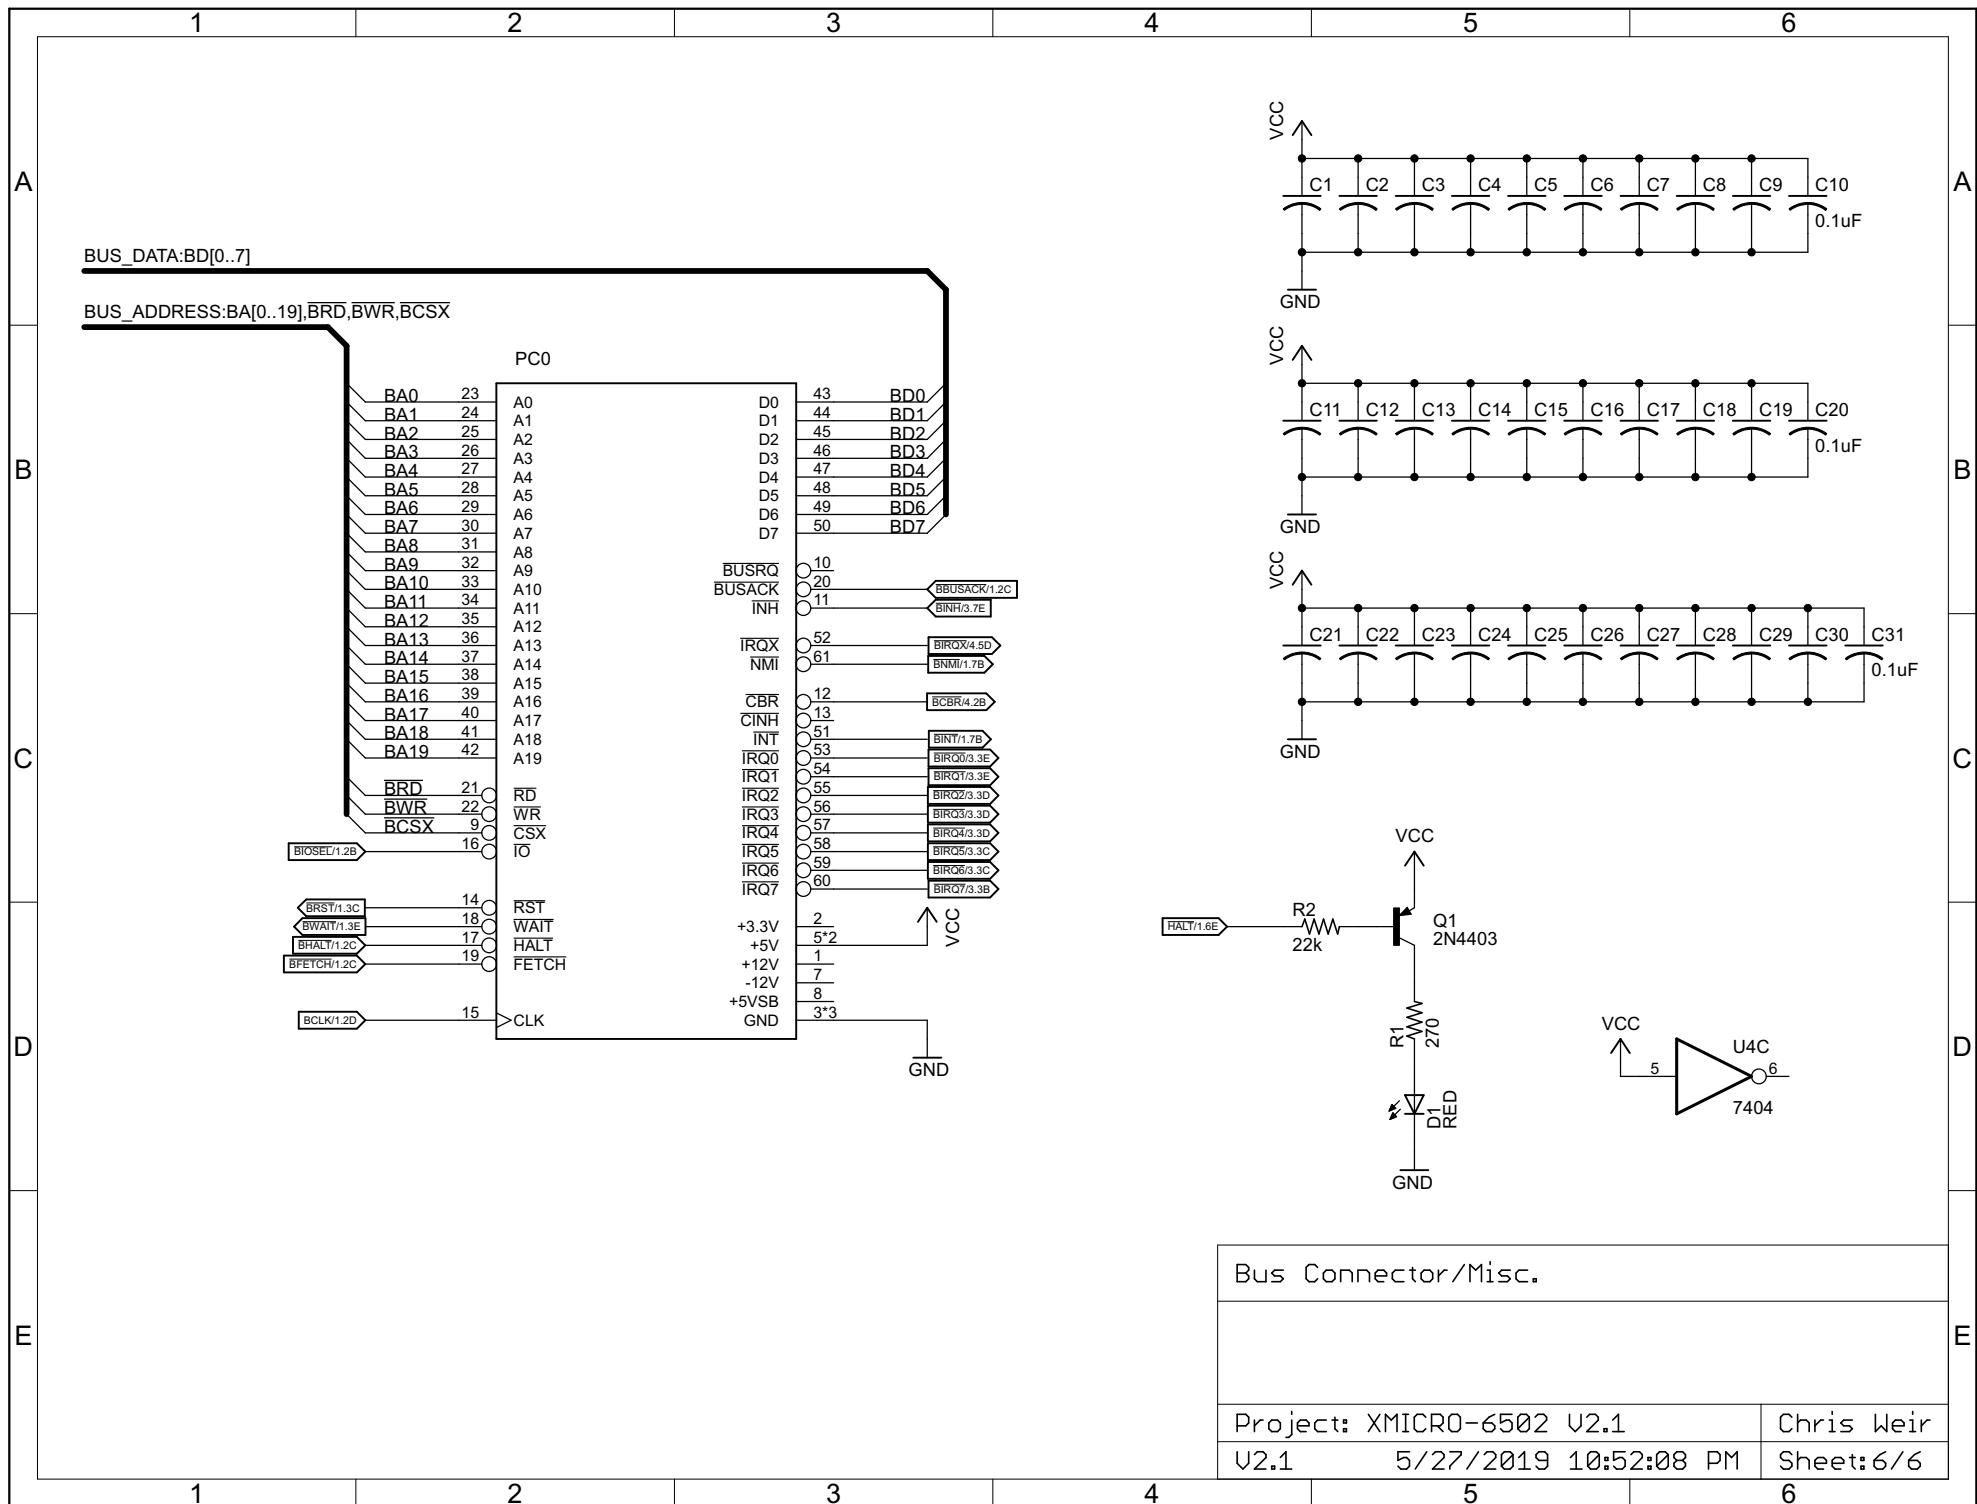 1 2 3 4 5 6
A A
B B
C C
D D
E E
BUS_DATA:BD[0..7]
BUS_ADDRESS:BA[0..19],BRD,BWR,BCSX
PC0
BA0 23 A0
BA1 24 A1
BA2 25 A2
BA3 26 A3
BA4 27 A4
BA5 28 A5
BA6 29 A6
BA7 30 A7
BA8 31 A8
BA9 32 A9
BA10 33 A10
BA11 34 A11
BA12 35 A12
BA13 36 A13
BA14 37 A14
BA15 38 A15
BA16 39 A16
BA17 40 A17
BA18 41 A18
BA19 42 A19
BRD 21 RD
BWR 22 WR
BCSX 9 CSX
BIOSEL/1.2B 16 IO
BRST/1.3C 14 RST
BWAIT/1.3E 18 WAIT
BHALT/1.2C 17 HALT
BFETCH/1.2C 19 FETCH
BCLK/1.2D 15 CLK
D0 43 BD0
D1 44 BD1
D2 45 BD2
D3 46 BD3
D4 47 BD4
D5 48 BD5
D6 49 BD6
D7 50 BD7
BUSRQ 10
BUSACK 20 BBUSACK/1.2C
INH 11 BINH/3.7E
IRQX 52 BIRQX/4.5D
NMI 61 BNMI/1.7B
CBR 12 BCBR/4.2B
CINH 13
INT 51 BINT/1.7B
IRQ0 53 BIRQ0/3.3E
IRQ1 54 BIRQ1/3.3E
IRQ2 55 BIRQ2/3.3D
IRQ3 56 BIRQ3/3.3D
IRQ4 57 BIRQ4/3.3D
IRQ5 58 BIRQ5/3.3C
IRQ6 59 BIRQ6/3.3C
IRQ7 60 BIRQ7/3.3B
+3.3V 2
+5V 5*2 VCC
+12V 1
-12V 7
+5VSB 8
GND 3*3
GND
VCC
C1 C2 C3 C4 C5 C6 C7 C8 C9 C10
0.1uF
GND
VCC
C11 C12 C13 C14 C15 C16 C17 C18 C19 C20
0.1uF
GND
VCC
C21 C22 C23 C24 C25 C26 C27 C28 C29 C30 C31
0.1uF
GND
VCC
HALT/1.6E
R2
22k
Q1
2N4403
R1
270
D1
RED
GND
VCC
5
U4C
6
7404
Bus Connector/Misc.
Project: XMICRO-6502 V2.1 Chris Weir
V2.1 5/27/2019 10:52:08 PM Sheet:6/6
1 2 3 4 5 6